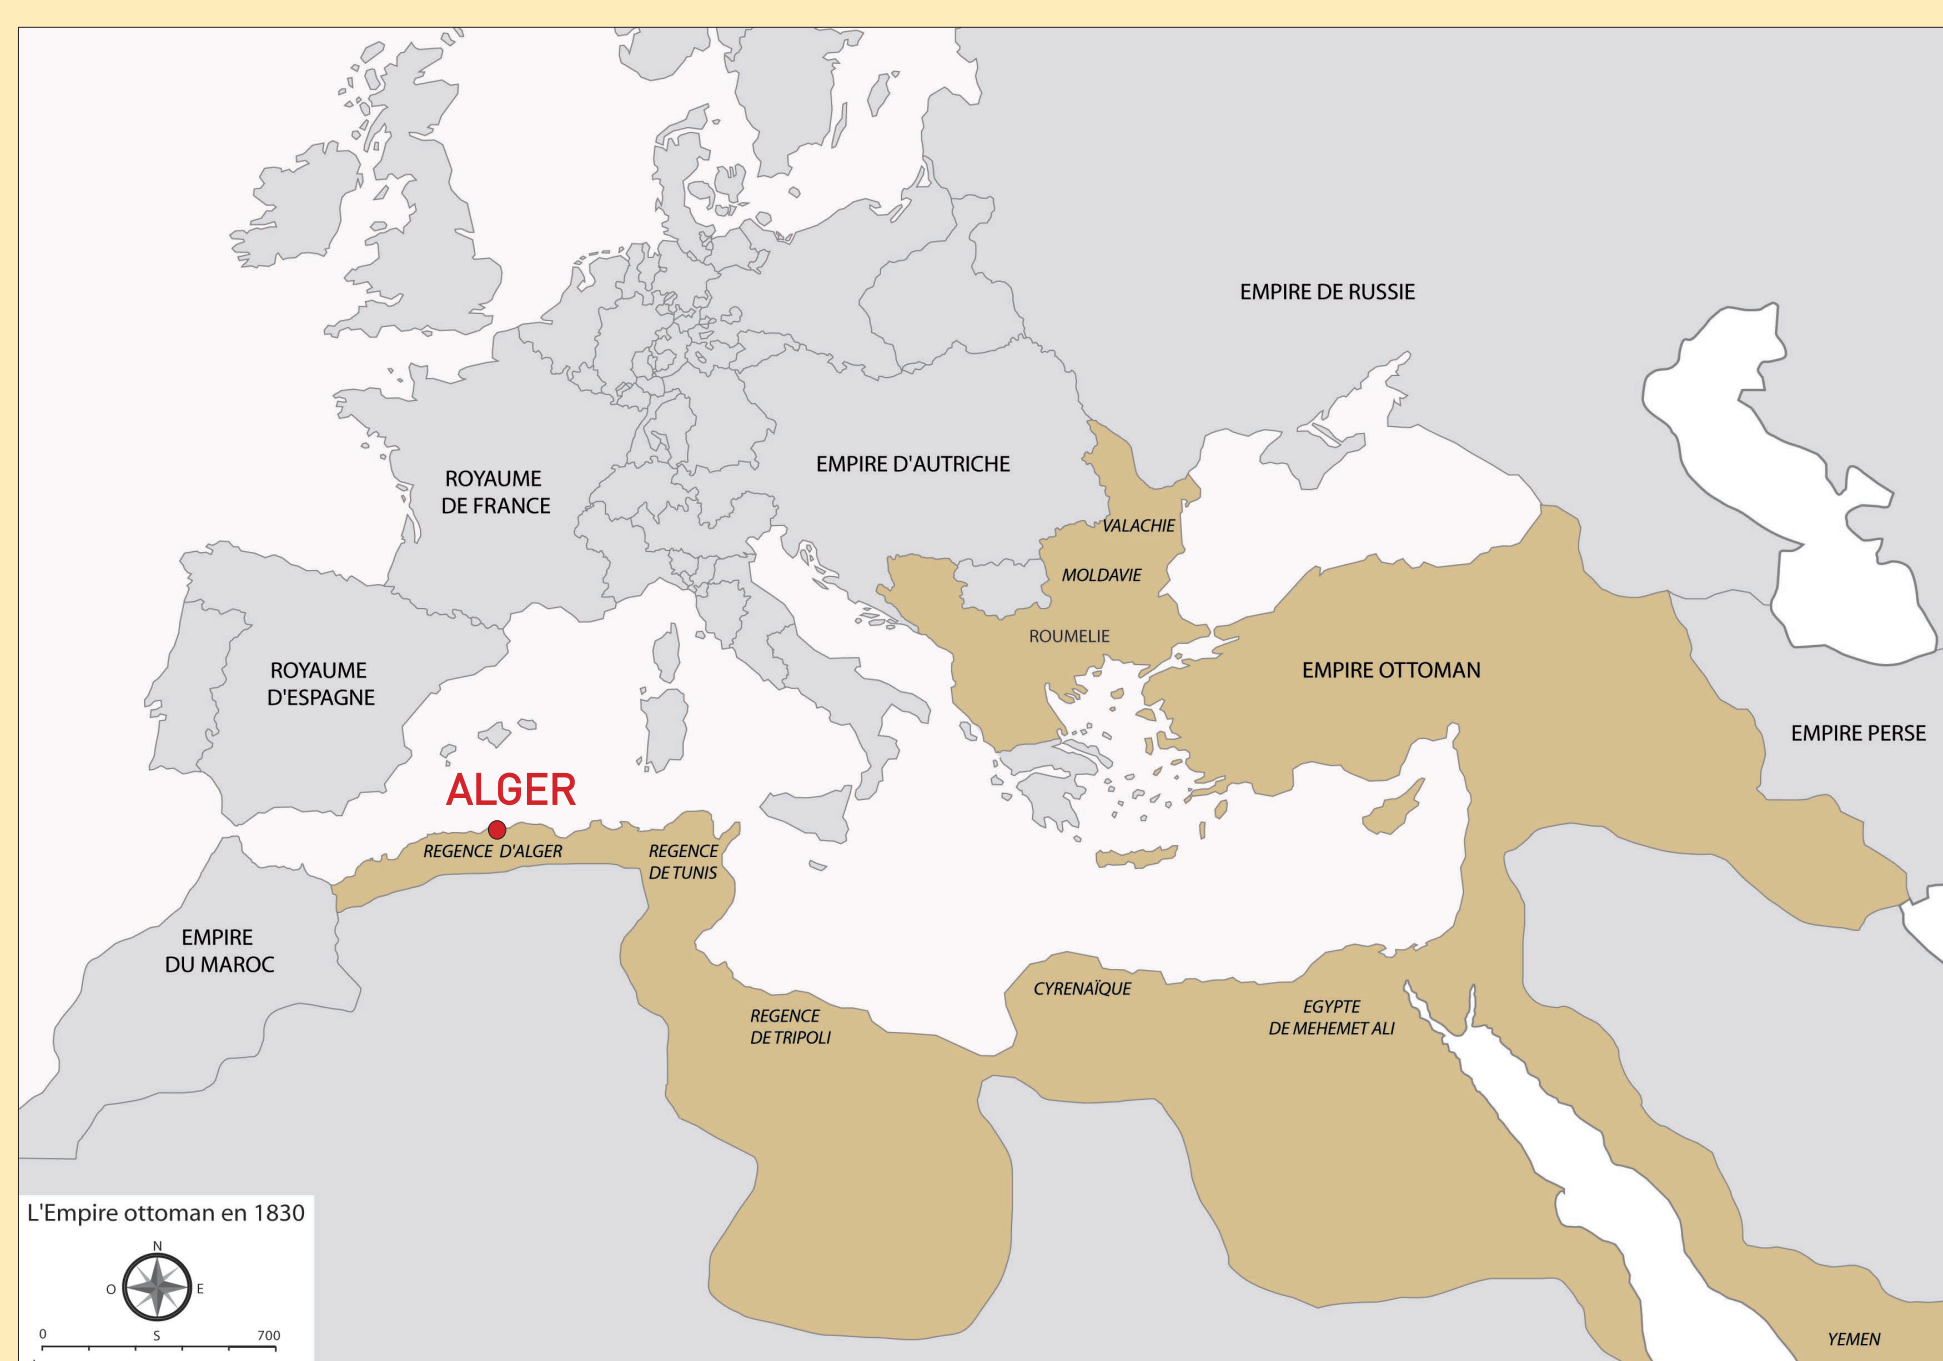 EMPIRE DE RUSSIE
EMPIRE D'AUTRICHE
ROYAUME
DE FRANCE
VALACHIE
MOLDAVIE
ROUMELIE
ROYAUME
D'ESPAGNE
EMPIRE OTTOMAN
EMPIRE PERSE
ALGER
REGENCE D'ALGER
REGENCE
DE TUNIS
EMPIRE
DU MAROC
CYRENAÏQUE
REGENCE
DE TRIPOLI
EGYPTE
DE MEHEMET ALI
YEMEN
L'Empire ottoman en 1830
N
O
E
S
0
700